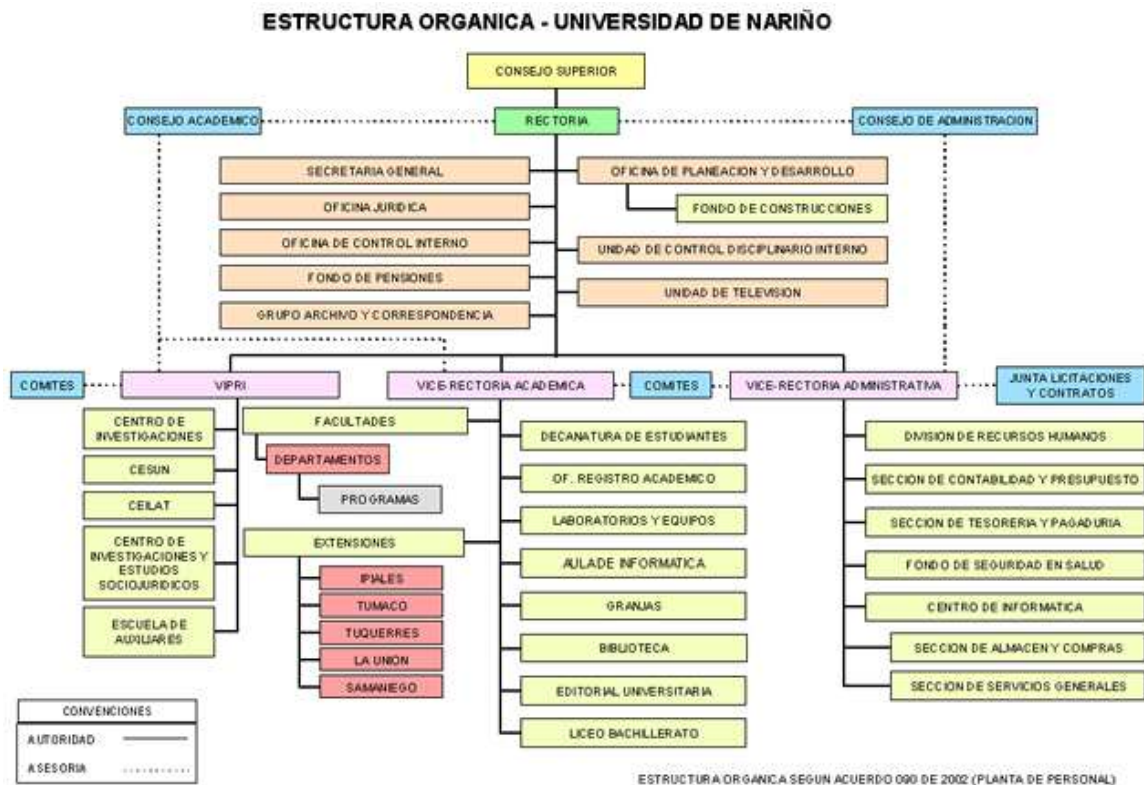 ESTRUCTURA ORGANICA - UNIVERSIDAD DE NARIÑO
CONSEJO SUPERIOR
CONSEJO ACADEMICO
RECTORIA
CONSEJO DE ADMINISTRACION
SECRETARIA GENERAL
OFICINA DE PLANEACION Y DESARROLLO
FONDO DE CONSTRUCCIONES
OFICINA JURIDICA
OFICINA DE CONTROL INTERNO
UNIDAD DE CONTROL DISCIPLINARIO INTERNO
FONDO DE PENSIONES
UNIDAD DE TELEVISION
GRUPO ARCHIVO Y CORRESPONDENCIA
COMITES
VIPRI
VICE-RECTORIA ACADEMICA
COMITES
VICE-RECTORIA ADMINISTRATIVA
JUNTA LICITACIONES
Y CONTRATOS
CENTRO DE
INVESTIGACIONES
CESUN
CEILAT
CENTRO DE
INVESTIGACIONES Y
ESTUDIOS
SOCIOJURIDICOS
ESCUELA DE
AUXILIARES
FACULTADES
DEPARTAMENTOS
PROGRAMAS
EXTENSIONES
IPIALES
TUMACO
TUQUERRES
LA UNION
SAMANIEGO
DECANATURA DE ESTUDIANTES
OF. REGISTRO ACADEMICO
LABORATORIOS Y EQUIPOS
AULA DE INFORMATICA
GRANJAS
BIBLIOTECA
EDITORIAL UNIVERSITARIA
LICEO BACHILLERATO
DIVISION DE RECURSOS HUMANOS
SECCION DE CONTABILIDAD Y PRESUPUESTO
SECCION DE TESORERIA Y PAGADURIA
FONDO DE SEGURIDAD EN SALUD
CENTRO DE INFORMATICA
SECCION DE ALMACEN Y COMPRAS
SECCION DE SERVICIOS GENERALES
CONVENCIONES
AUTORIDAD
ASESORIA
ESTRUCTURA ORGANICA SEGUN ACUERDO 090 DE 2002 (PLANTA DE PERSONAL)